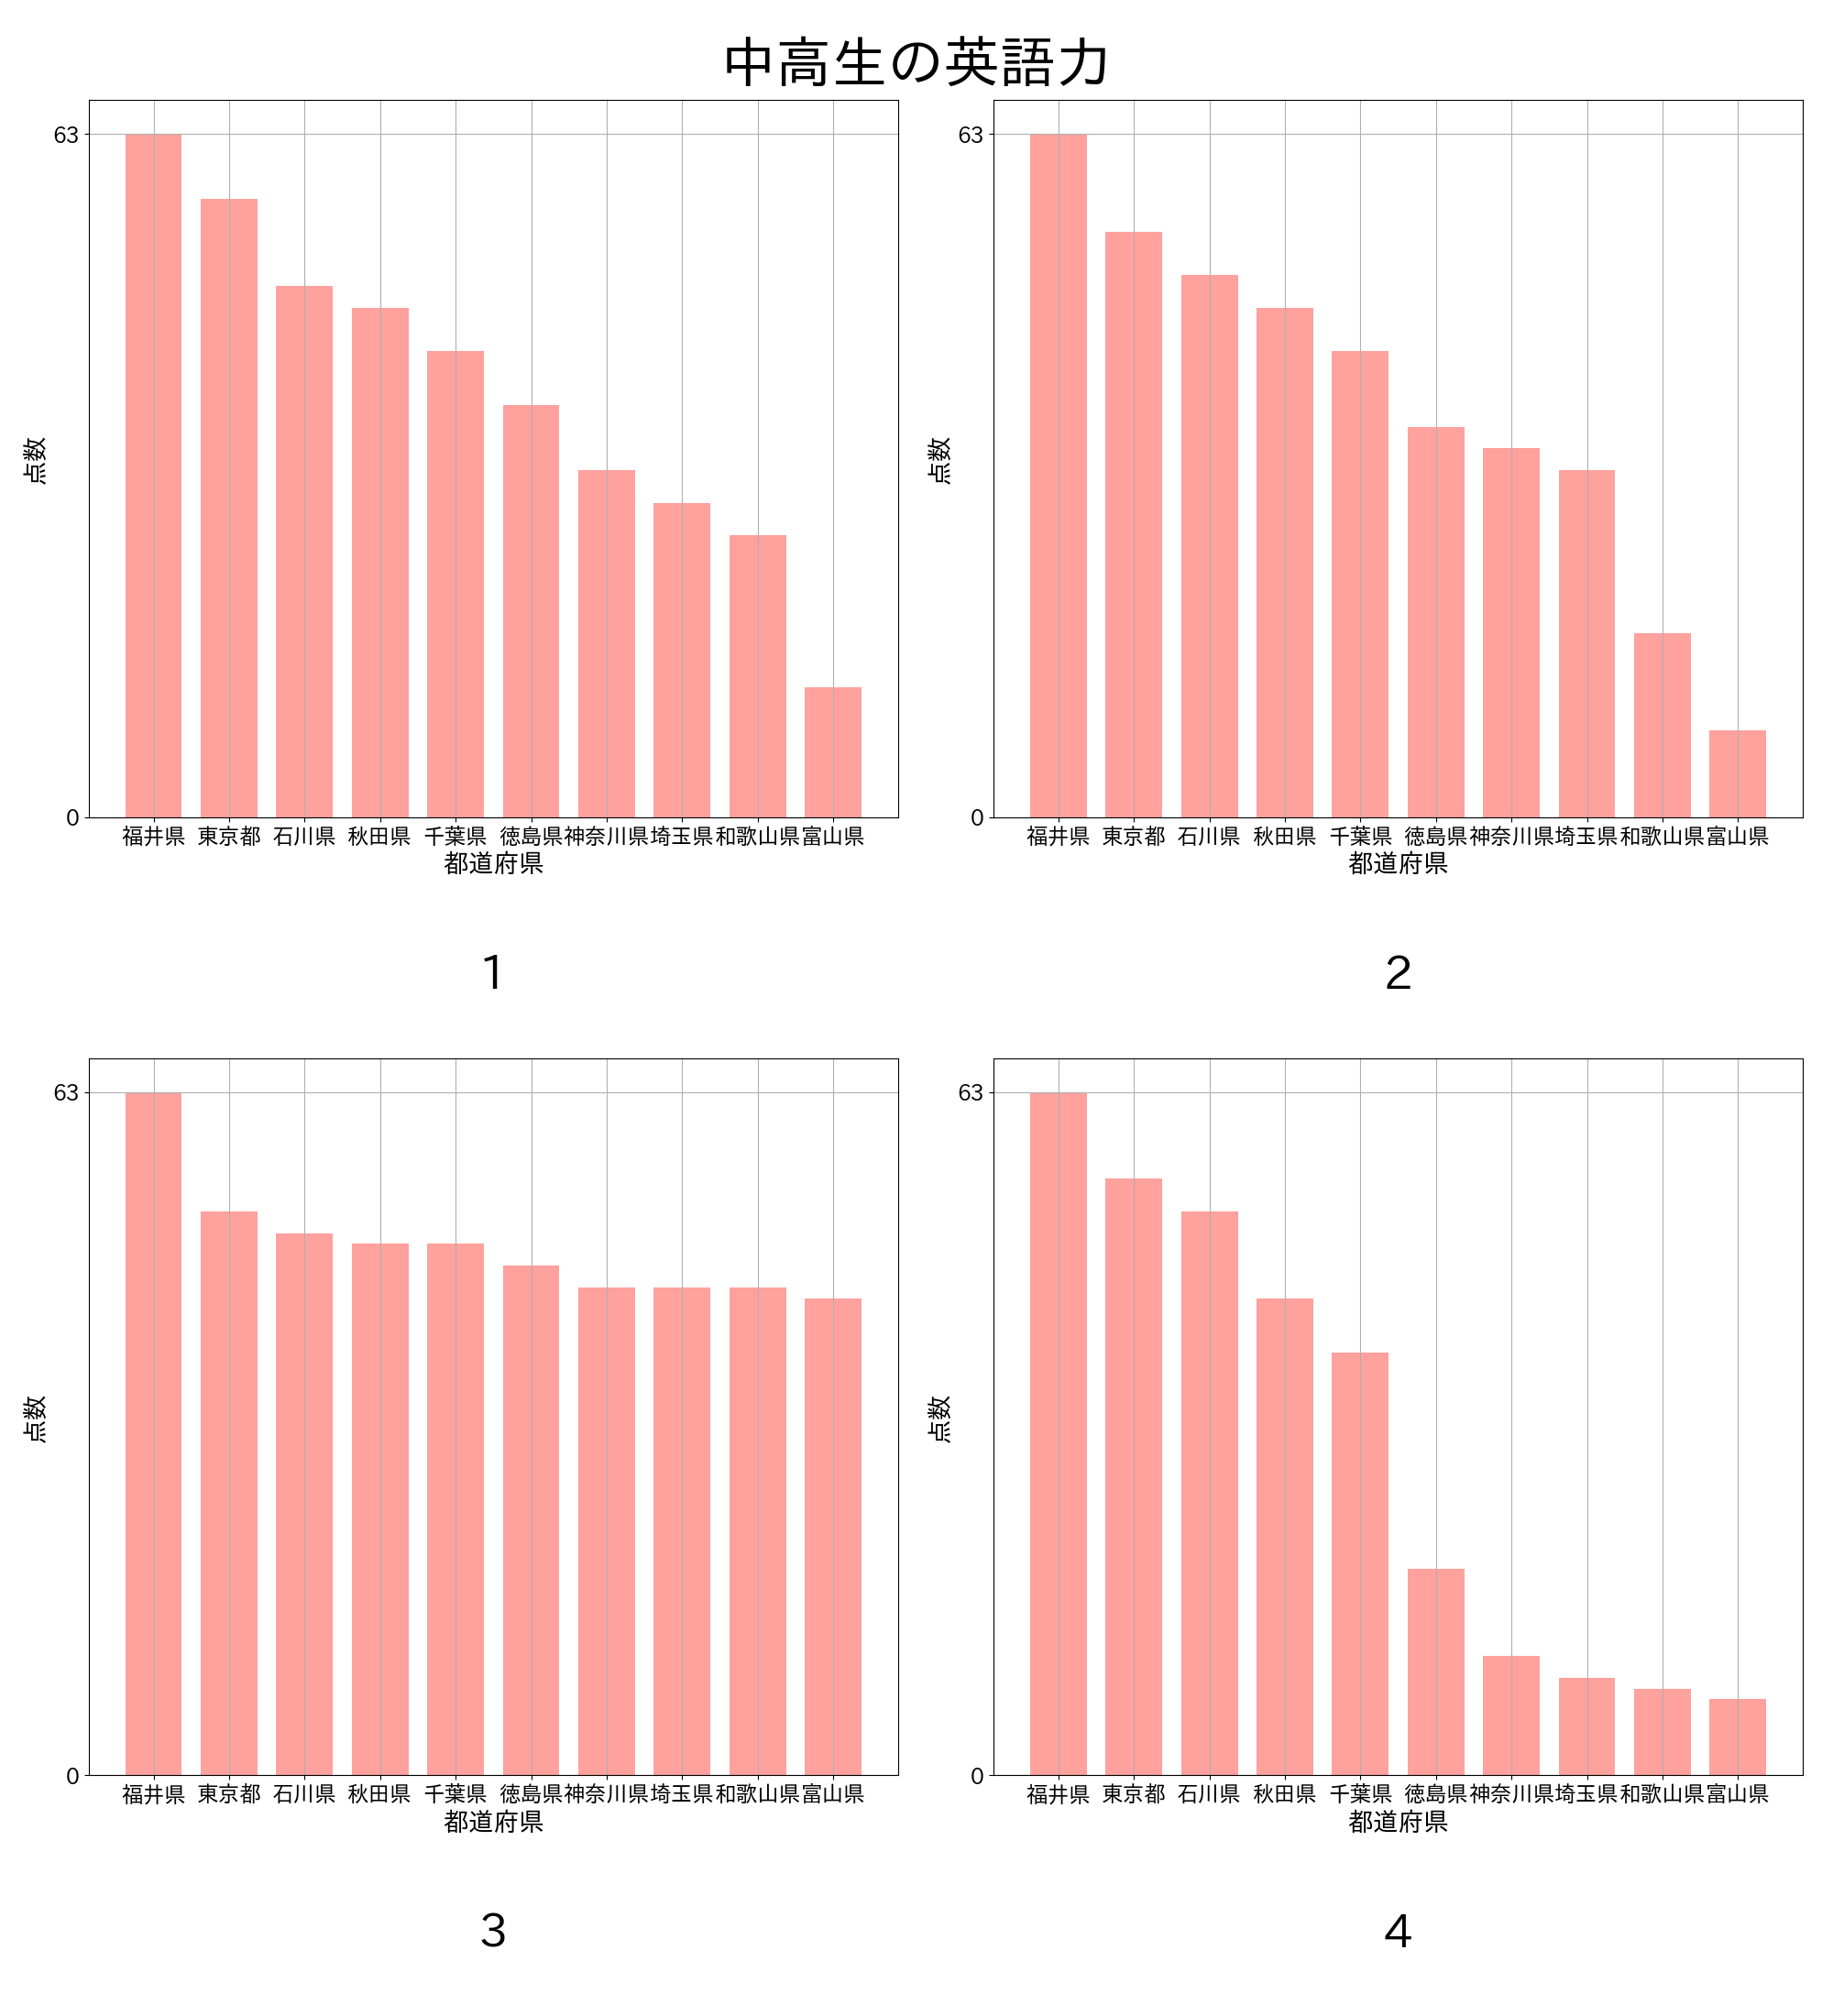 中高生の英語力
63
点数
0
福井県 東京都 石川県 秋田県 千葉県 徳島県 神奈川県 埼玉県 和歌山県 富山県
都道府県
1
63
点数
0
福井県 東京都 石川県 秋田県 千葉県 徳島県 神奈川県 埼玉県 和歌山県 富山県
都道府県
2
63
点数
0
福井県 東京都 石川県 秋田県 千葉県 徳島県 神奈川県 埼玉県 和歌山県 富山県
都道府県
3
63
点数
0
福井県 東京都 石川県 秋田県 千葉県 徳島県 神奈川県 埼玉県 和歌山県 富山県
都道府県
4